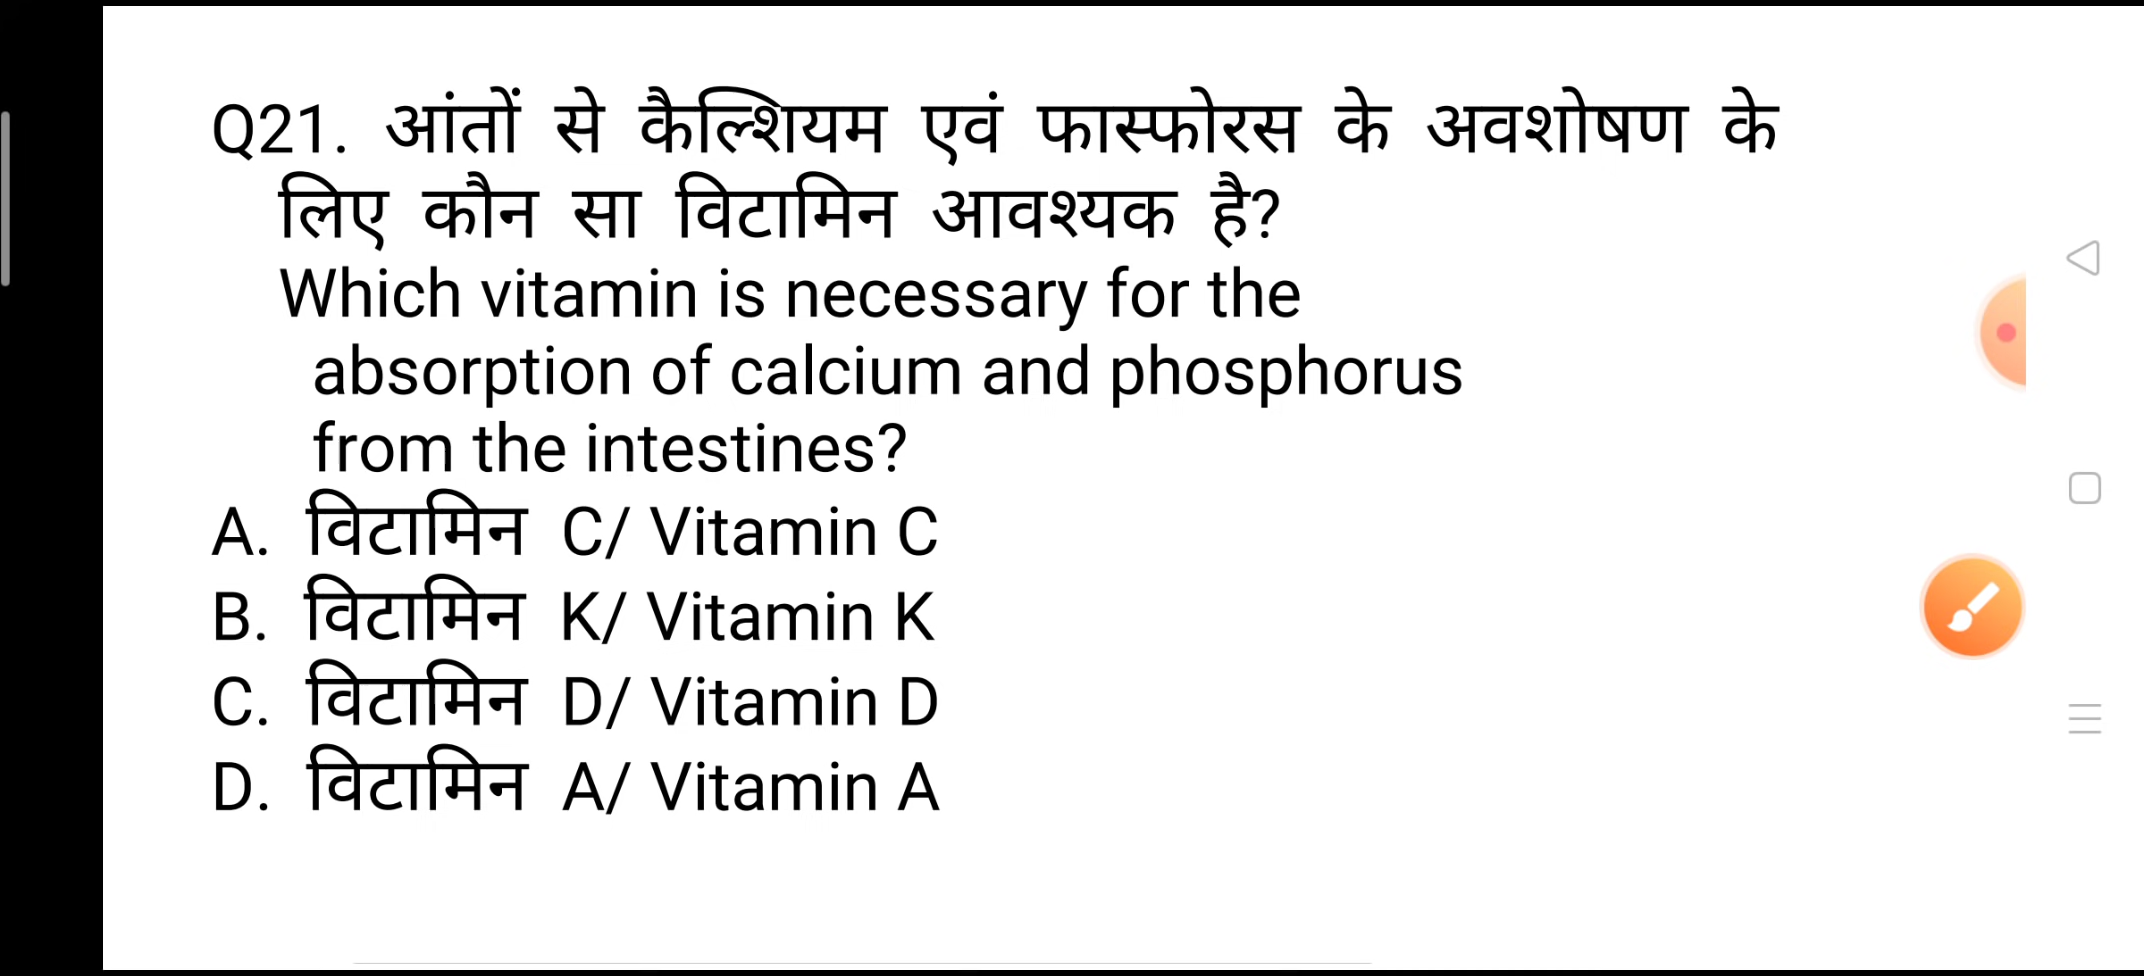 Q21. आंतों से कैल्शियम एवं फास्फोरस के अवशोषण के
लिए कौन सा विटामिन आवश्यक है?
Which vitamin is necessary for the
absorption of calcium and phosphorus
from the intestines?
A. विटामिन C/ Vitamin C
B. विटामिन K/ Vitamin K
C. विटामिन D/ Vitamin D
D. विटामिन A/ Vitamin A